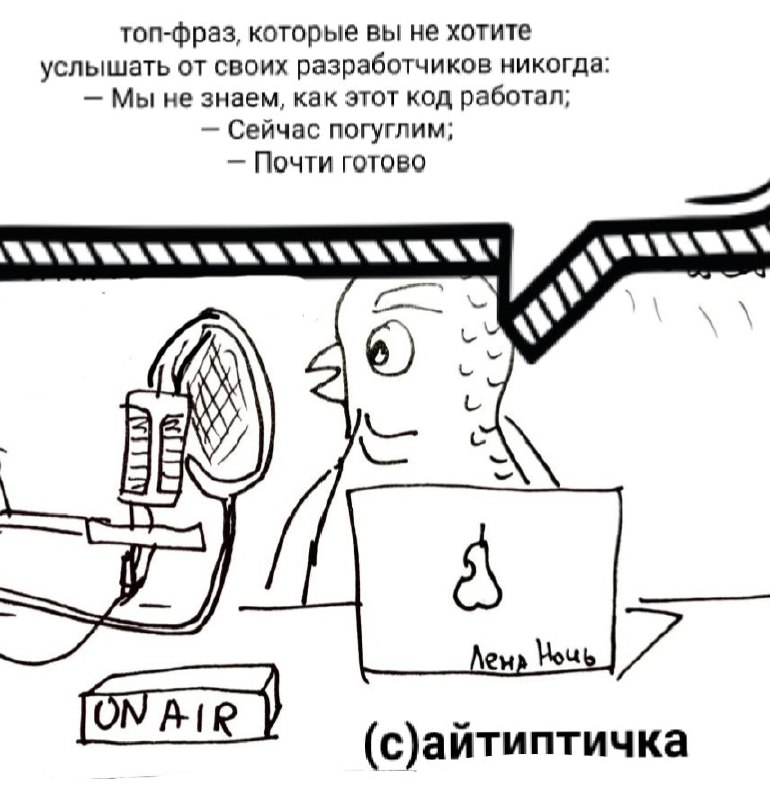 топ-фраз, которые вы не хотите
услышать от своих разработчиков никогда:
— Мы не знаем, как этот код работал;
— Сейчас погуглим;
— Почти готово
Лена Ночь
ON AIR
(с)айтиптичка